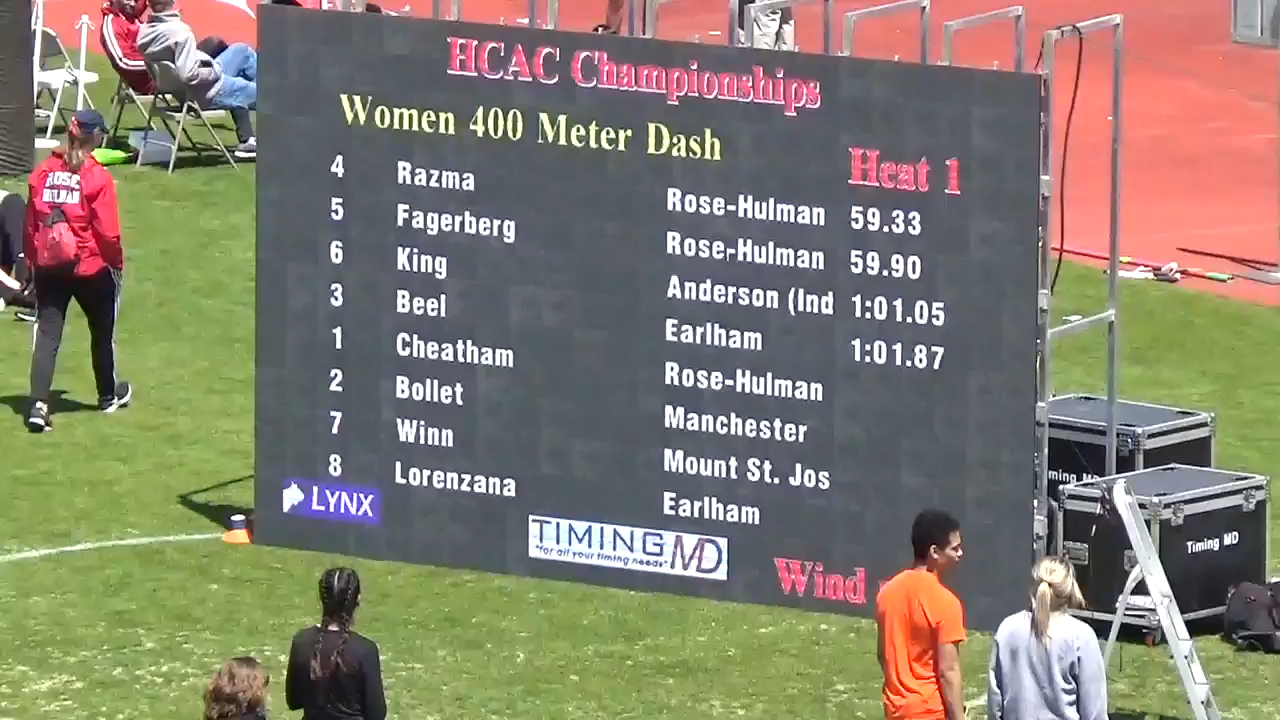 HCAC Championships
Women 400 Meter Dash
Heat 1
4 Razma Rose-Hulman 59.33
5 Fagerberg Rose-Hulman 59.90
6 King Anderson (Ind 1:01.05
3 Beel Earlham 1:01.87
1 Cheatham Rose-Hulman
2 Bollet Manchester
7 Winn Mount St. Jos
8 Lorenzana Earlham
LYNX
TIMING MD
"for all your timing needs"
Wind
ROSE
HULMAN
ming MD
Timing MD